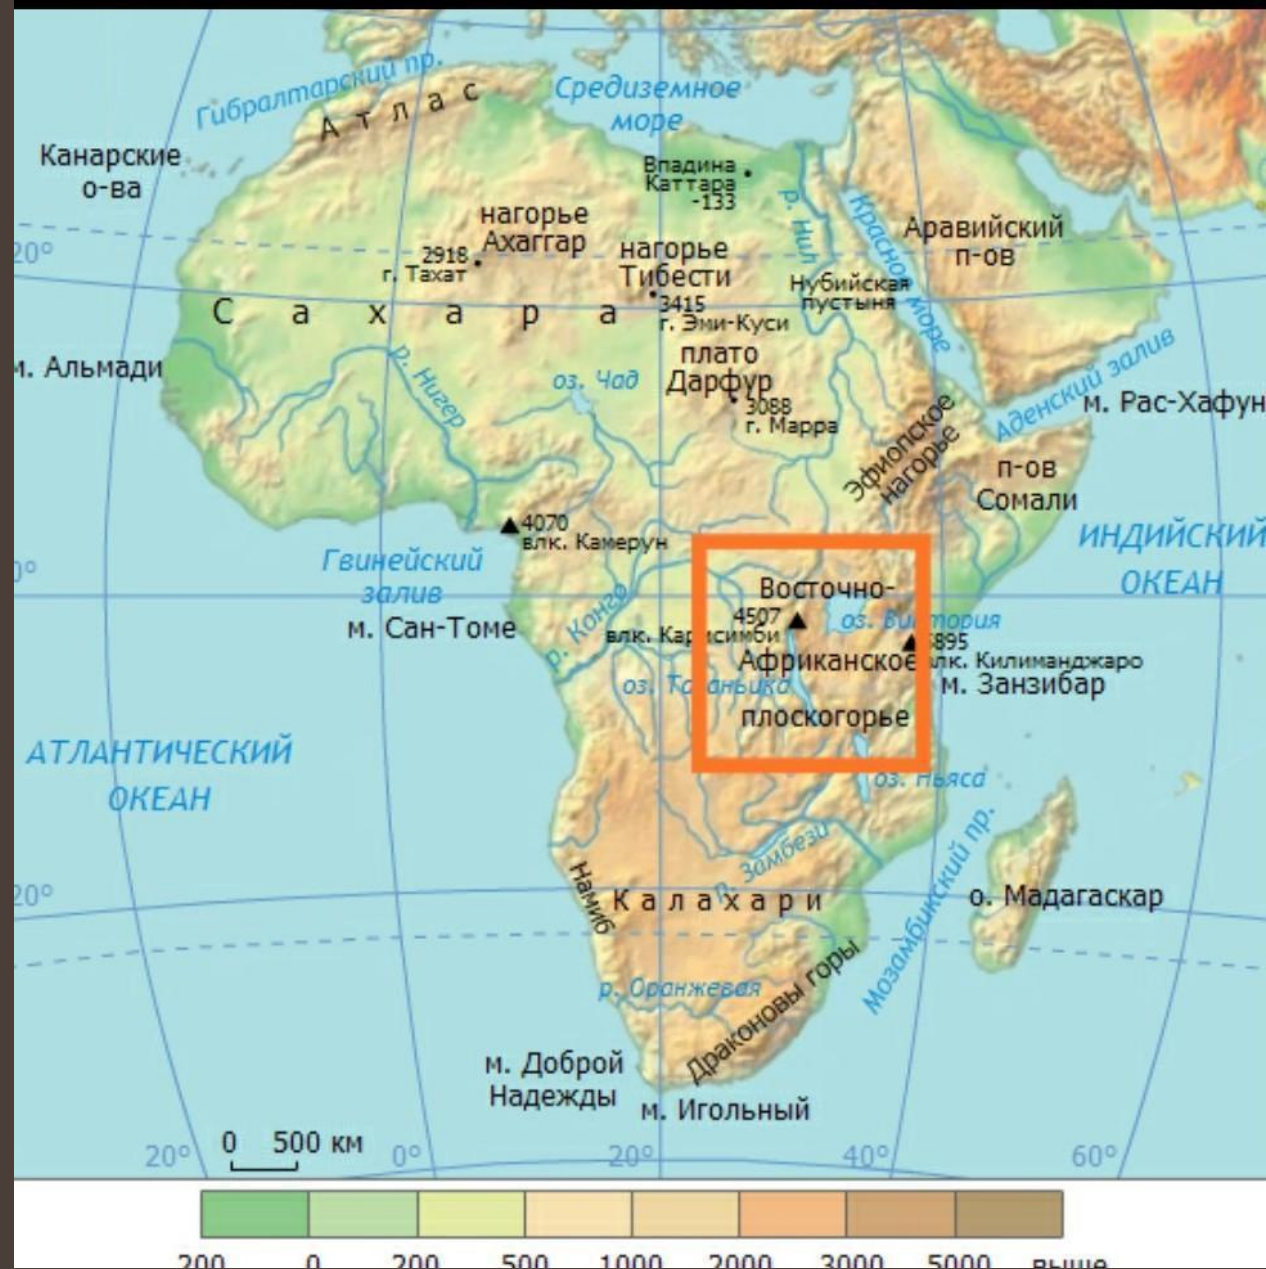 Гибралтарский пр.
Атлас
Средиземное
море
Канарские
о-ва
Впадина
Каттара
-133
р. Нил
Красное море
Аравийский
п-ов
нагорье
Ахаггар
2918
г. Тахат
нагорье
Тибести
3415
г. Эми-Куси
Нубийская
пустыня
20°
Сахара
м. Альмади
р. Нигер
оз. Чад
плато
Дарфур
3088
г. Марра
Аденский залив
м. Рас-Хафун
Эфиопское
нагорье
п-ов
Сомали
4070
влк. Камерун
ИНДИЙСКИЙ
ОКЕАН
Гвинейский
залив
0°
м. Сан-Томе
р. Конго
Восточно-
Африканское
плоскогорье
4507
влк. Карисимби
оз. Виктория
5895
влк. Килиманджаро
оз. Танганьика
м. Занзибар
АТЛАНТИЧЕСКИЙ
ОКЕАН
оз. Ньяса
р. Замбези
Мозамбикский пр.
20°
Намиб
Калахари
о. Мадагаскар
р. Оранжевая
Драконовы горы
м. Доброй
Надежды
м. Игольный
0 500 км
20° 0° 20° 40° 60°
200 0 200 500 1000 2000 3000 5000 выше